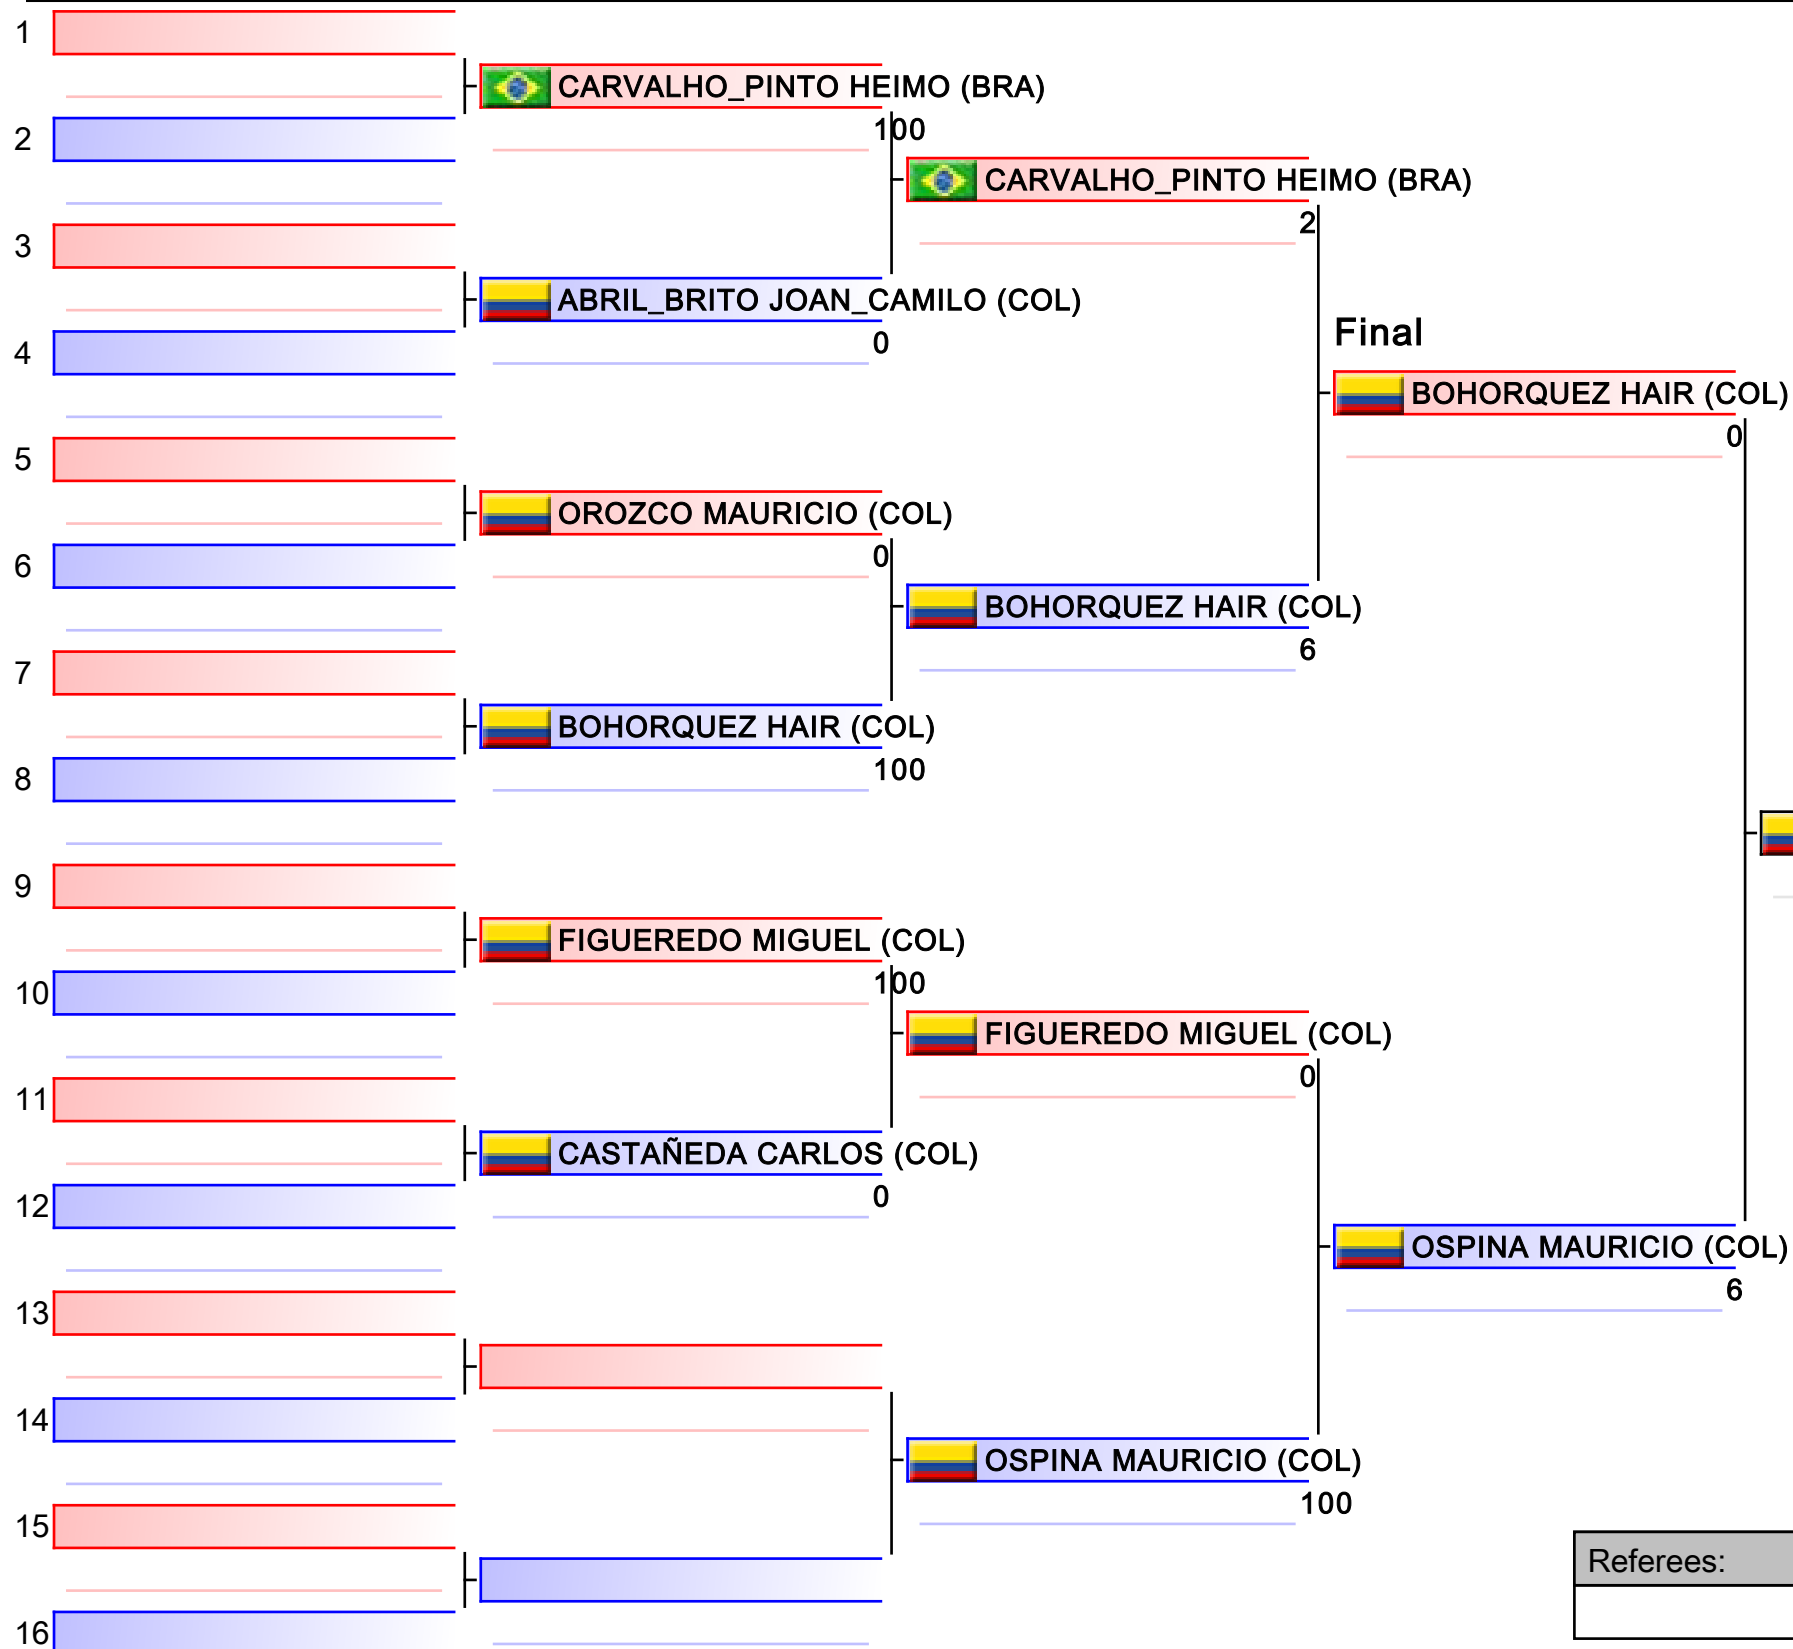 1
CARVALHO_PINTO HEIMO (BRA)
100
2
CARVALHO_PINTO HEIMO (BRA)
2
3
ABRIL_BRITO JOAN_CAMILO (COL)
0
Final
4
BOHORQUEZ HAIR (COL)
0
5
OROZCO MAURICIO (COL)
0
6
BOHORQUEZ HAIR (COL)
6
7
BOHORQUEZ HAIR (COL)
100
8
9
FIGUEREDO MIGUEL (COL)
100
10
FIGUEREDO MIGUEL (COL)
0
11
CASTAÑEDA CARLOS (COL)
0
12
OSPINA MAURICIO (COL)
6
13
14
OSPINA MAURICIO (COL)
100
15
Referees:
16